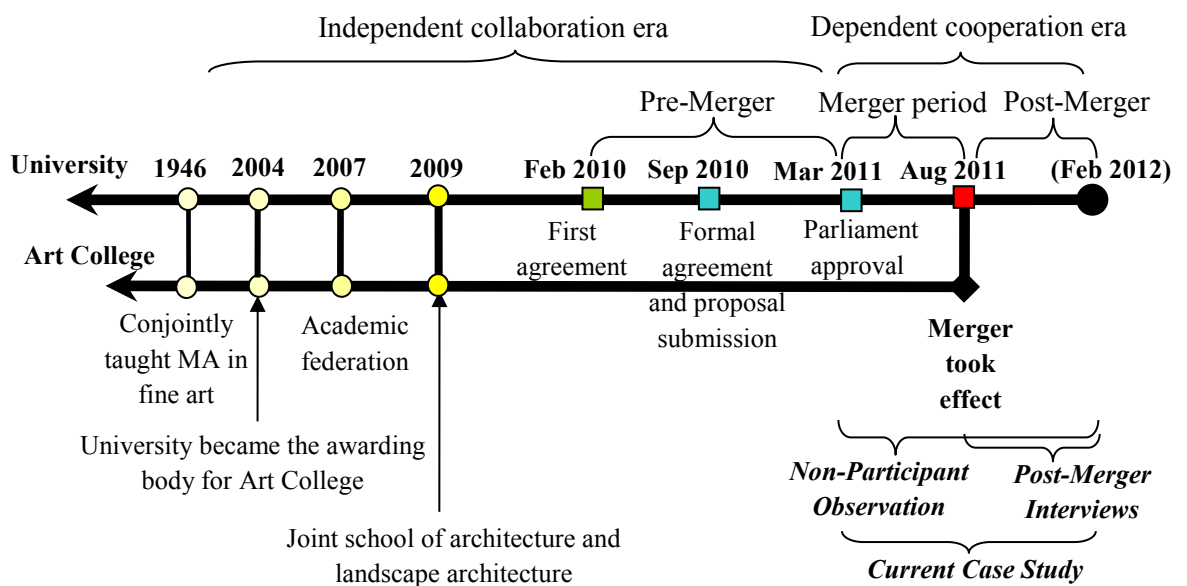 Independent collaboration era
Dependent cooperation era
Pre-Merger
Merger period
Post-Merger
University
1946
2004
2007
2009
Feb 2010
Sep 2010
Mar 2011
Aug 2011
(Feb 2012)
Art College
First
agreement
Formal
agreement
and proposal
submission
Parliament
approval
Conjointly
taught MA in
fine art
Academic
federation
Merger
took
effect
University became the awarding
body for Art College
Non-Participant
Observation
Post-Merger
Interviews
Joint school of architecture and
landscape architecture
Current Case Study